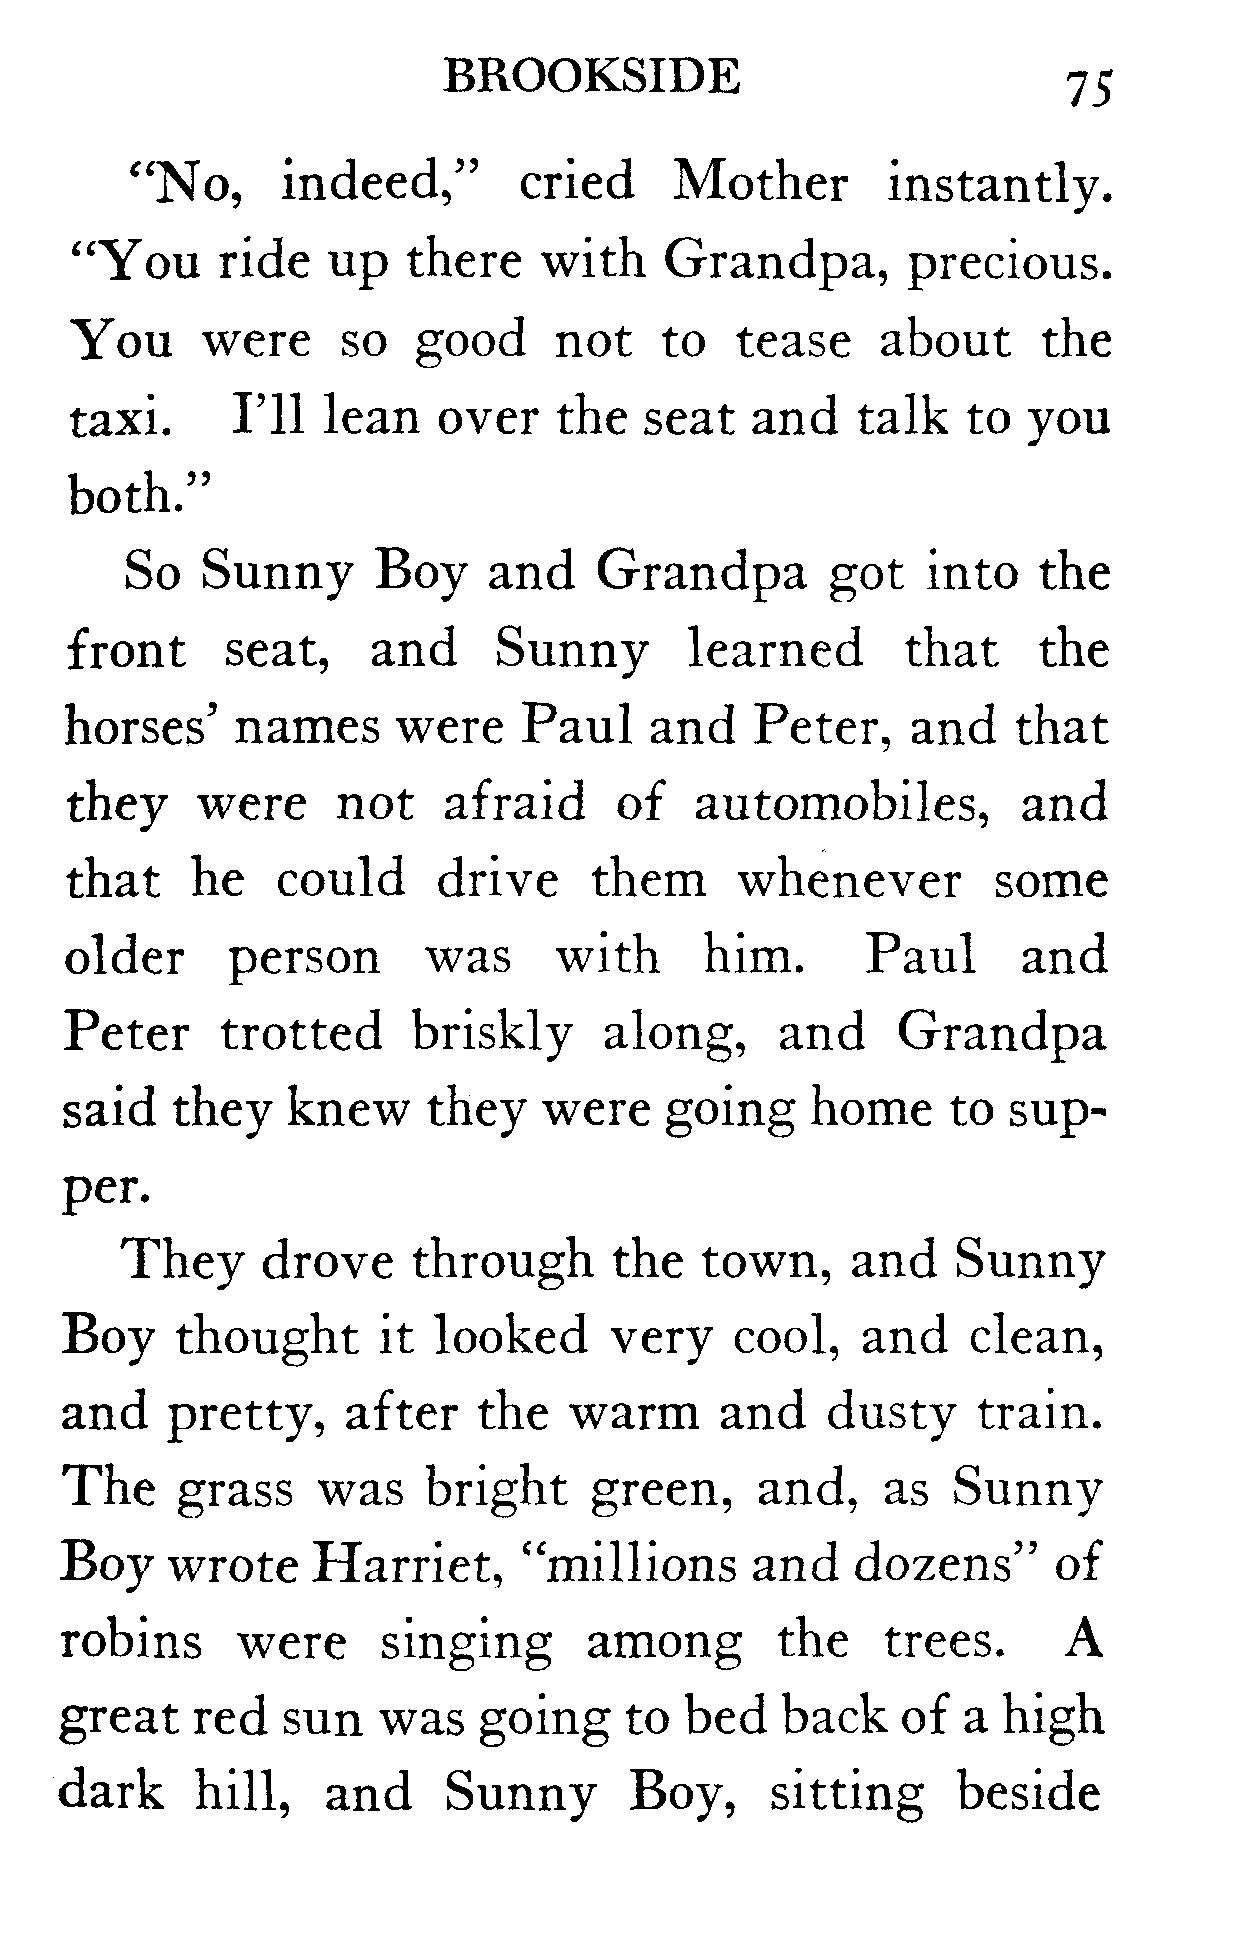 BROOKSIDE 75
“No, indeed,” cried Mother instantly.
“You ride up there with Grandpa, precious.
You were so good not to tease about the
taxi. I’ll lean over the seat and talk to you
both.”
So Sunny Boy and Grandpa got into the
front seat, and Sunny learned that the
horses’ names were Paul and Peter, and that
they were not afraid of automobiles, and
that he could drive them whenever some
older person was with him. Paul and
Peter trotted briskly along, and Grandpa
said they knew they were going home to sup-
per.
They drove through the town, and Sunny
Boy thought it looked very cool, and clean,
and pretty, after the warm and dusty train.
The grass was bright green, and, as Sunny
Boy wrote Harriet, “millions and dozens” of
robins were singing among the trees. A
great red sun was going to bed back of a high
dark hill, and Sunny Boy, sitting beside